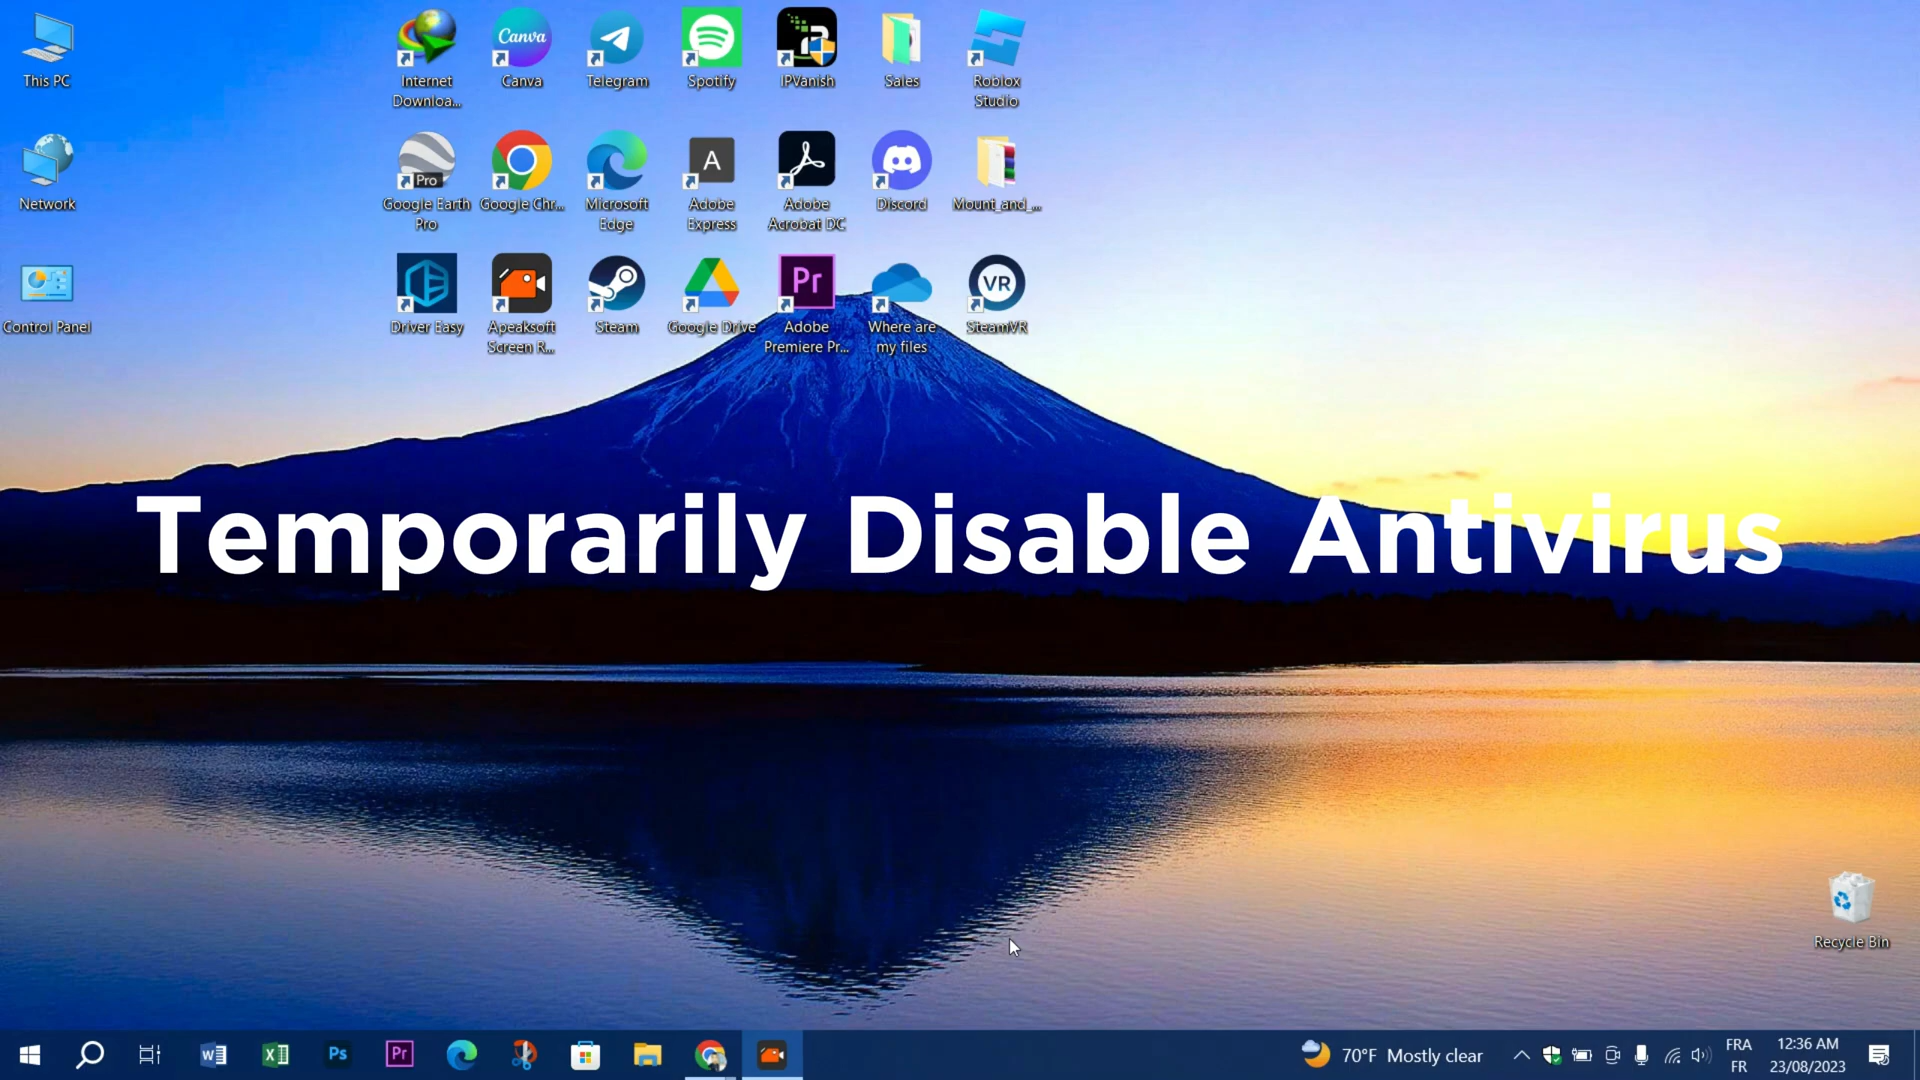 This PC
Internet
Downloa...
Canva
Canva
Telegram
Spotify
IPVanish
Sales
Roblox
Studio
Network
Pro
Google Earth
Pro
Google Chr...
Microsoft
Edge
A
Adobe
Express
Adobe
Acrobat DC
Discord
Mount_and_...
Control Panel
Driver Easy
Apeaksoft
Screen R...
Steam
Google Drive
Pr
Adobe
Premiere Pr...
Where are
my files
VR
SteamVR
Temporarily Disable Antivirus
Recycle Bin
Ps
Pr
70°F Mostly clear
FRA
FR
12:36 AM
23/08/2023